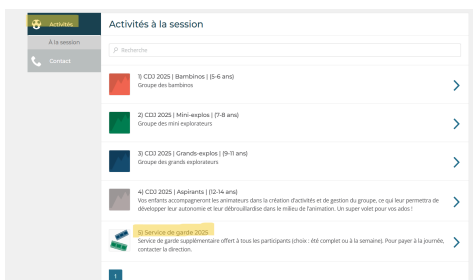 Activités
À la session
Contact
Activités à la session
Recherche
1) CDJ 2025 | Bambinos | (5-6 ans)
Groupe des bambinos
2) CDJ 2025 | Mini-explos | (7-8 ans)
Groupe des mini explorateurs
3) CDJ 2025 | Grands-explos | (9-11 ans)
Groupe des grands explorateurs
4) CDJ 2025 | Aspirants | (12-14 ans)
Vos enfants accompagneront les animateurs dans la création d'activités et de gestion du groupe, ce qui leur permettra de
développer leur autonomie et leur débrouillardise dans le milieu de l'animation. Un super volet pour vos ados !
5) Service de garde 2025
Service de garde supplémentaire offert à tous les participants (choix : été complet ou à la semaine). Pour payer à la journée,
contacter la direction.
1